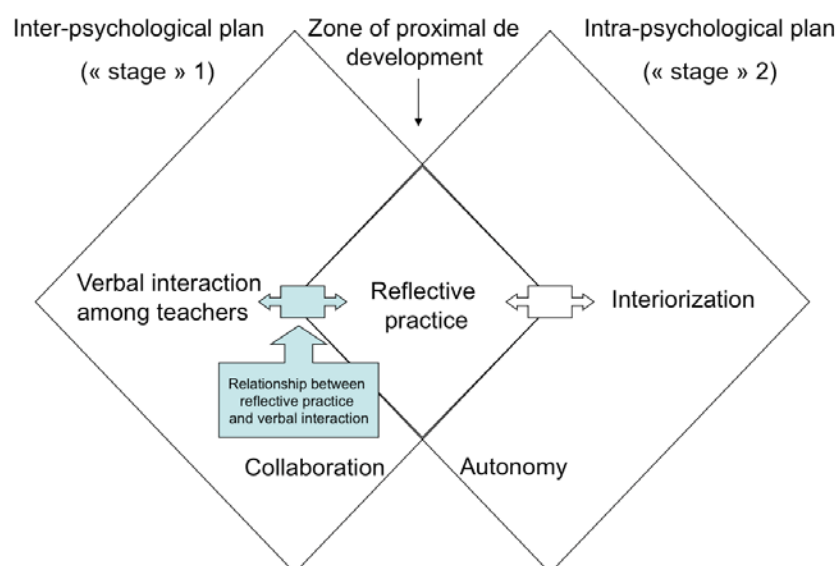 Inter-psychological plan
(« stage » 1)
Zone of proximal de
development
Intra-psychological plan
(« stage » 2)
Verbal interaction
among teachers
Reflective
practice
Interiorization
Relationship between
reflective practice
and verbal interaction
Collaboration
Autonomy